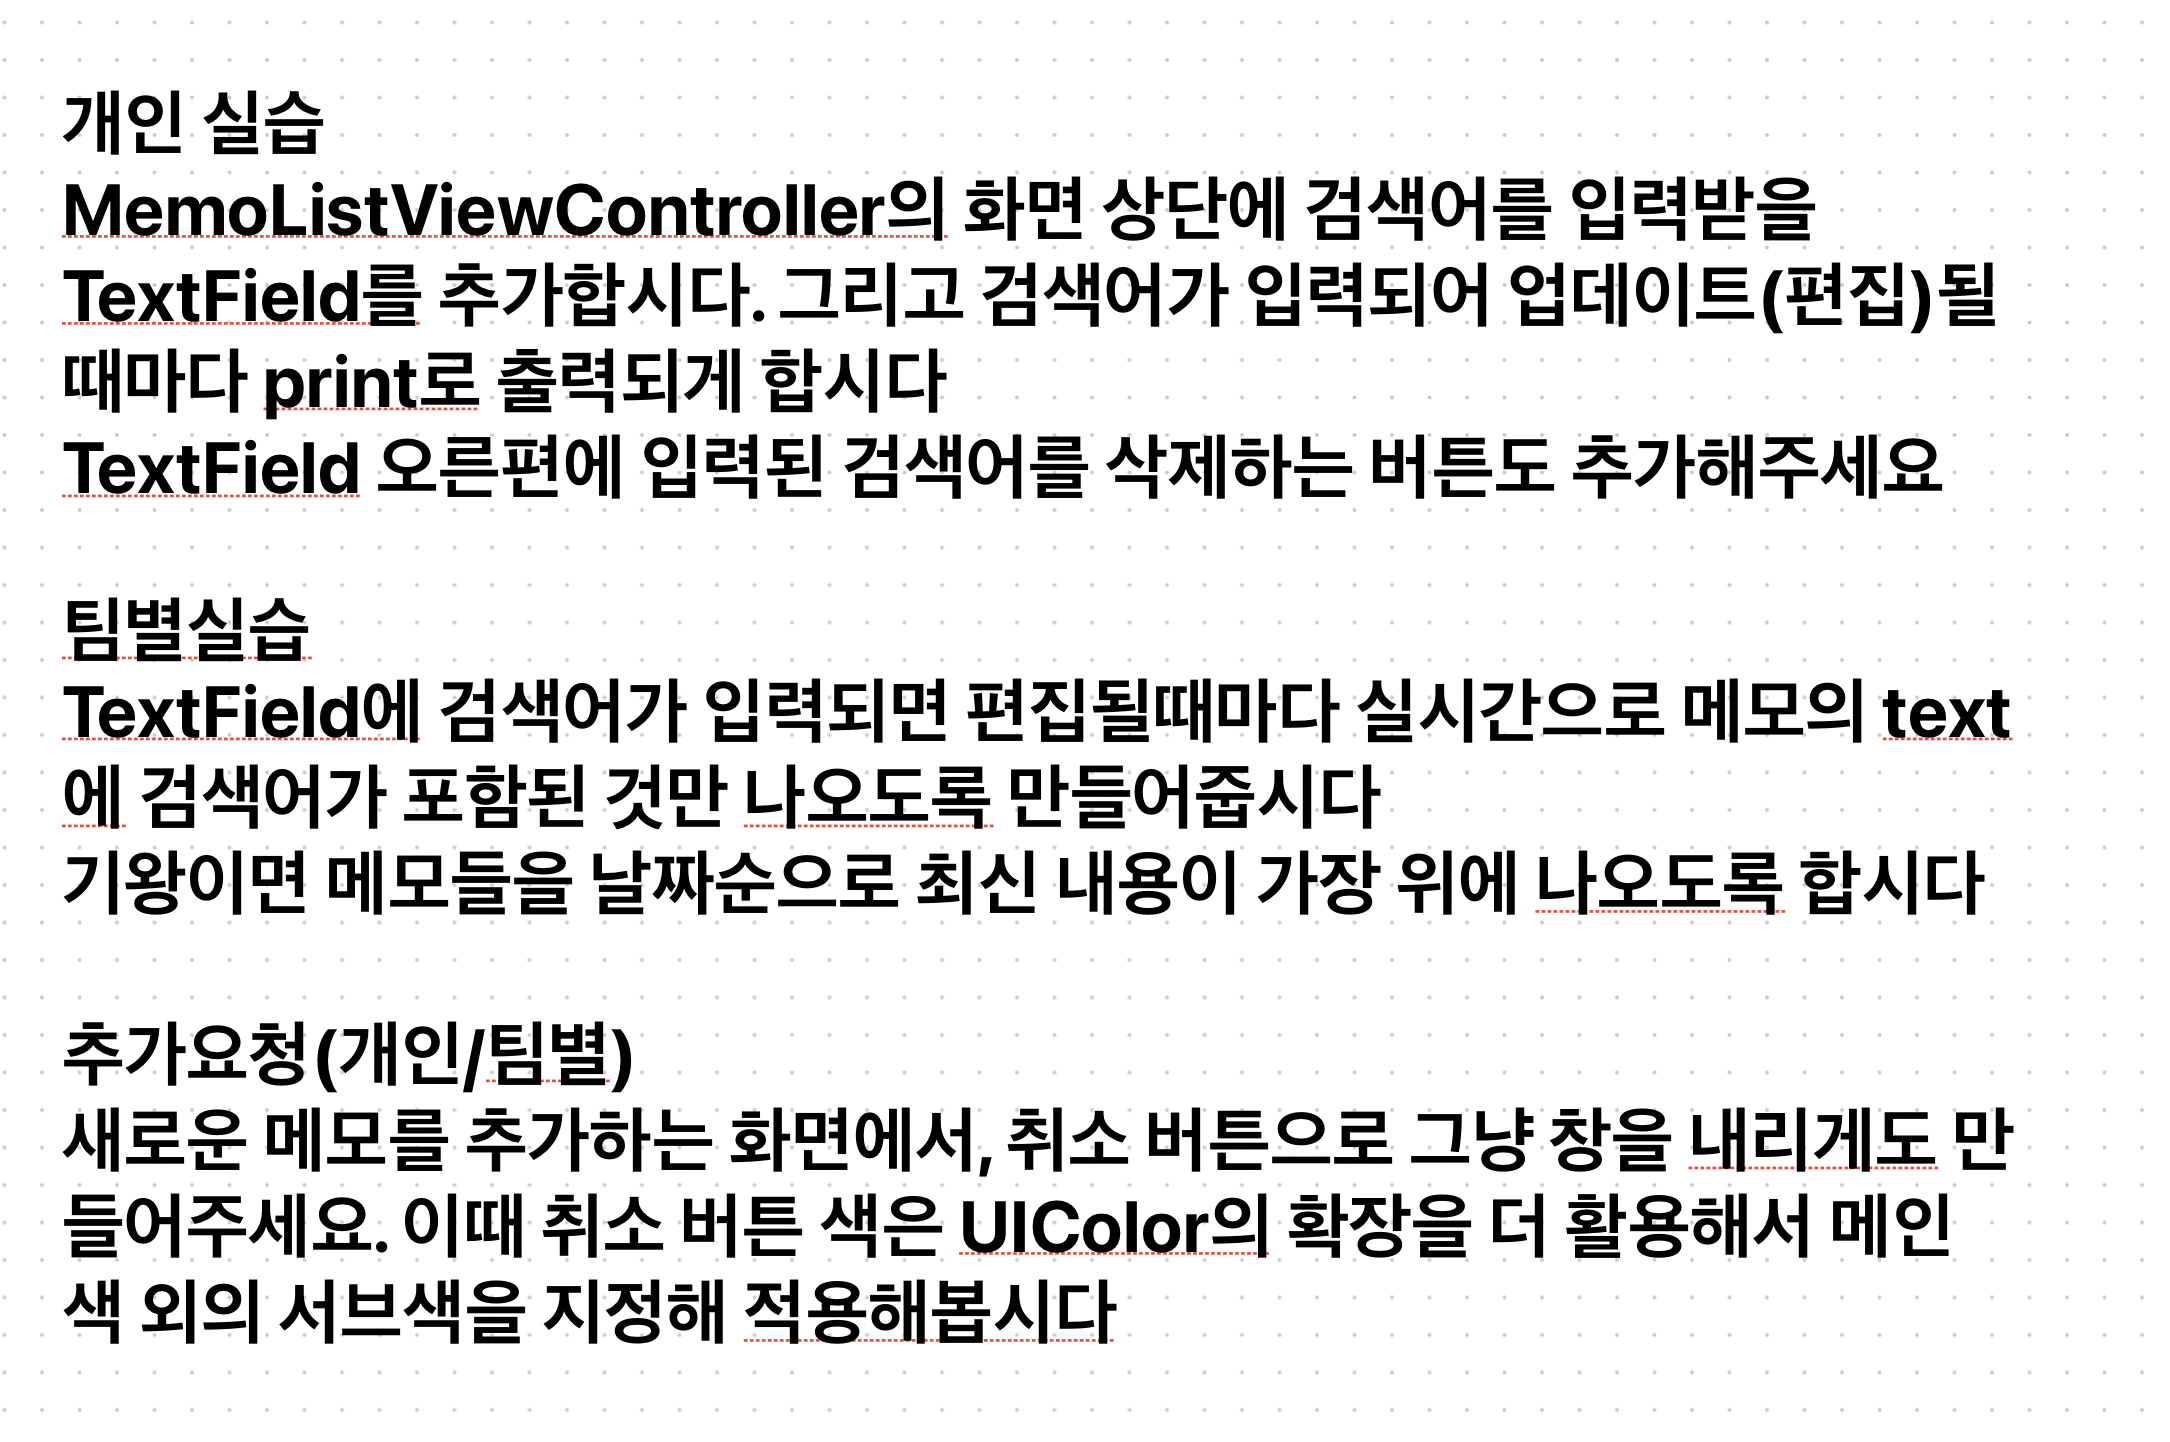 개인 실습
MemoListViewController의 화면 상단에 검색어를 입력받을
TextField를 추가합시다. 그리고 검색어가 입력되어 업데이트(편집)될
때마다 print로 출력되게 합시다
TextField 오른편에 입력된 검색어를 삭제하는 버튼도 추가해주세요
팀별실습
TextField에 검색어가 입력되면 편집될때마다 실시간으로 메모의 text
에 검색어가 포함된 것만 나오도록 만들어줍시다
기왕이면 메모들을 날짜순으로 최신 내용이 가장 위에 나오도록 합시다
추가요청(개인/팀별)
새로운 메모를 추가하는 화면에서, 취소 버튼으로 그냥 창을 내리게도 만
들어주세요. 이때 취소 버튼 색은 UIColor의 확장을 더 활용해서 메인
색 외의 서브색을 지정해 적용해봅시다